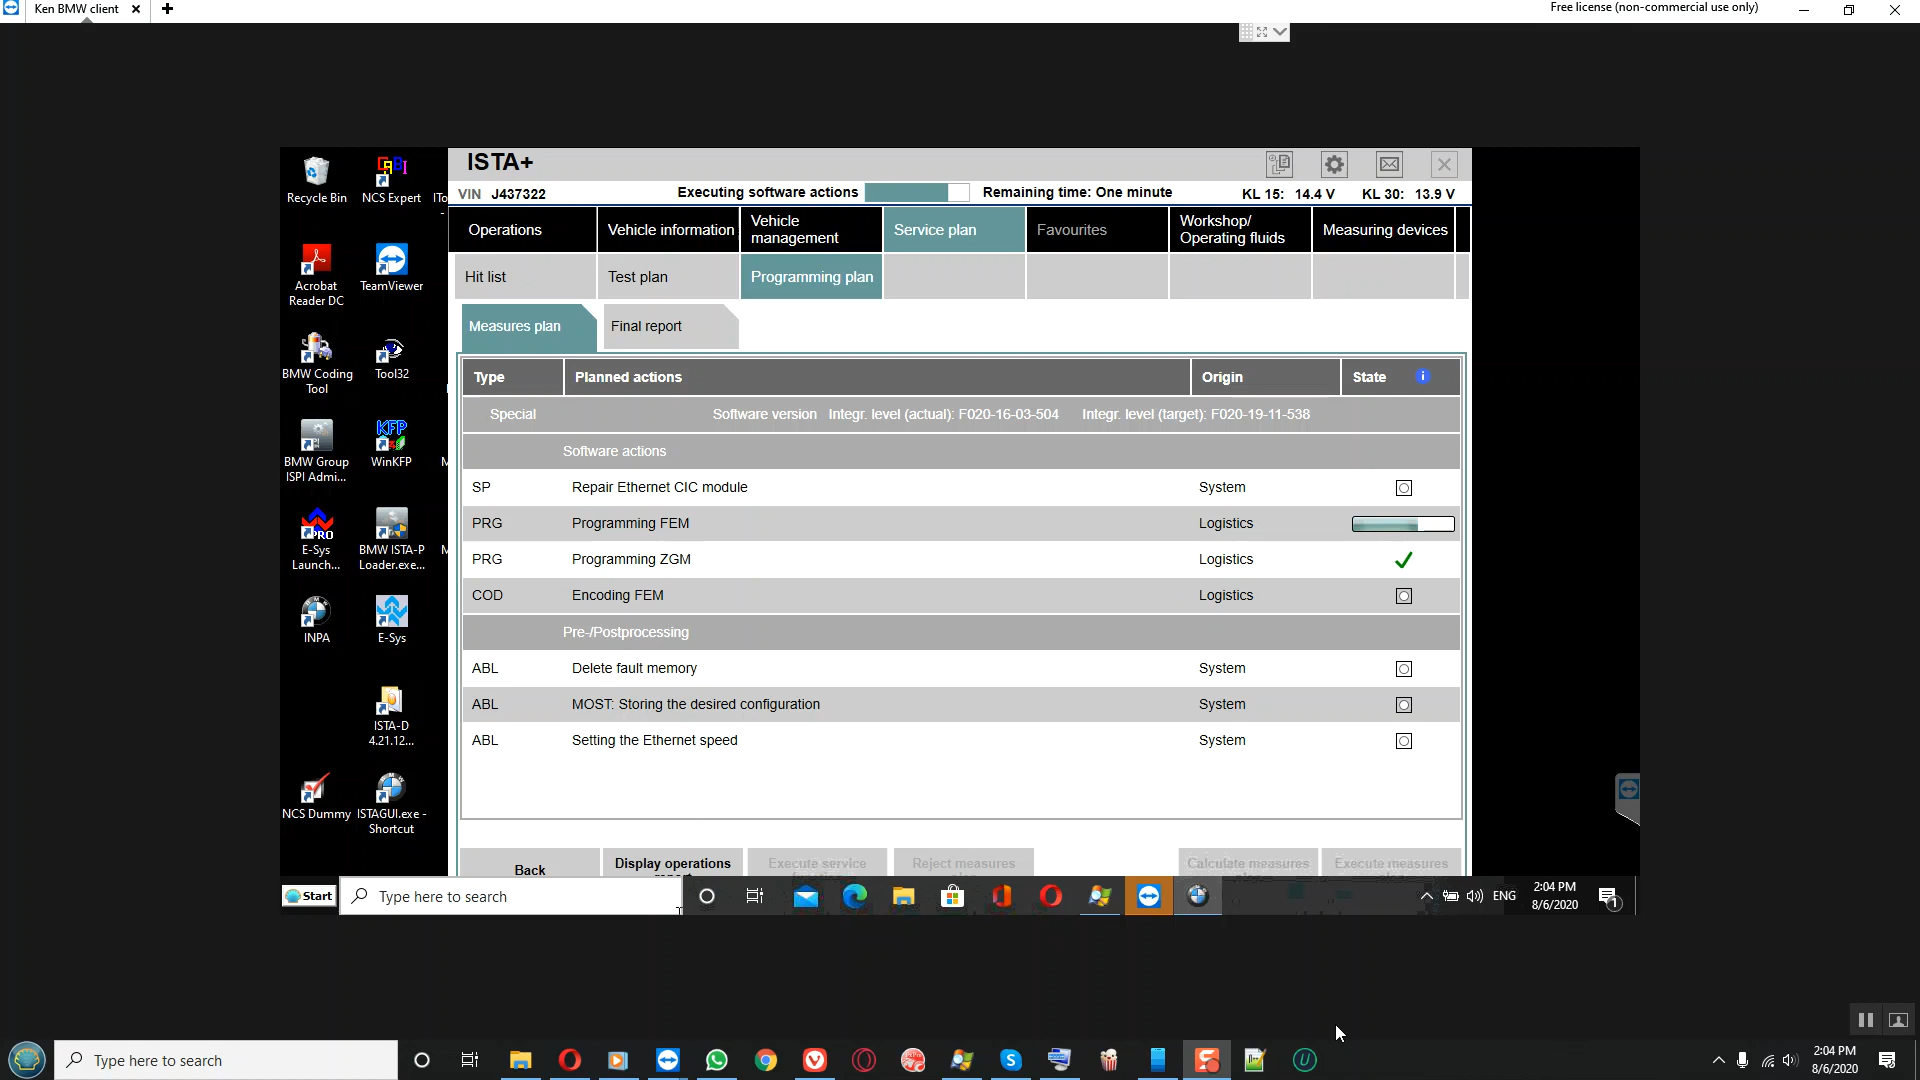 Ken BMW client
Free license (non-commercial use only)
ISTA+
VIN J437322
Executing software actions
Remaining time: One minute
KL 15: 14.4 V
KL 30: 13.9 V
Operations
Vehicle information
Vehicle
management
Service plan
Favourites
Workshop/
Operating fluids
Measuring devices
Hit list
Test plan
Programming plan
Measures plan
Final report
Type
Planned actions
Origin
State
Special
Software version Integr. level (actual): F020-16-03-504 Integr. level (target): F020-19-11-538
Software actions
SP Repair Ethernet CIC module System
PRG Programming FEM Logistics
PRG Programming ZGM Logistics
COD Encoding FEM Logistics
Pre-/Postprocessing
ABL Delete fault memory System
ABL MOST: Storing the desired configuration System
ABL Setting the Ethernet speed System
Back
Display operations
Execute service
Reject measures
Calculate measures
Execute measures
Recycle Bin
NCS Expert
Acrobat
Reader DC
TeamViewer
BMW Coding
Tool
Tool32
BMW Group
ISPI Admi...
KFP
WinKFP
PRO
E-Sys
Launch...
BMW ISTA-P
Loader.exe...
INPA
E-Sys
ISTA-D
4.21.12...
NCS Dummy
ISTAGUI.exe -
Shortcut
Start
Type here to search
ENG
2:04 PM
8/6/2020
1
Type here to search
2:04 PM
8/6/2020